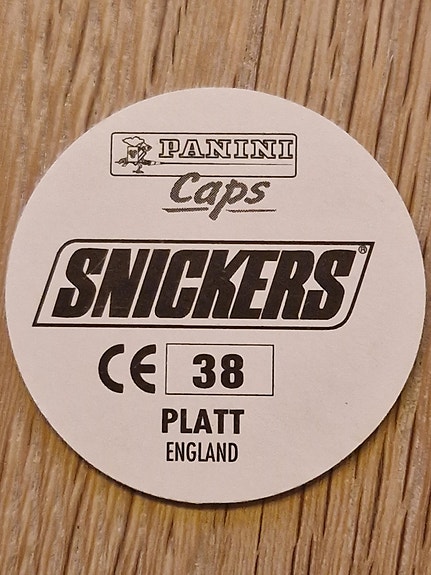 PANINI
Caps
SNICKERS®
CE 38
PLATT
ENGLAND